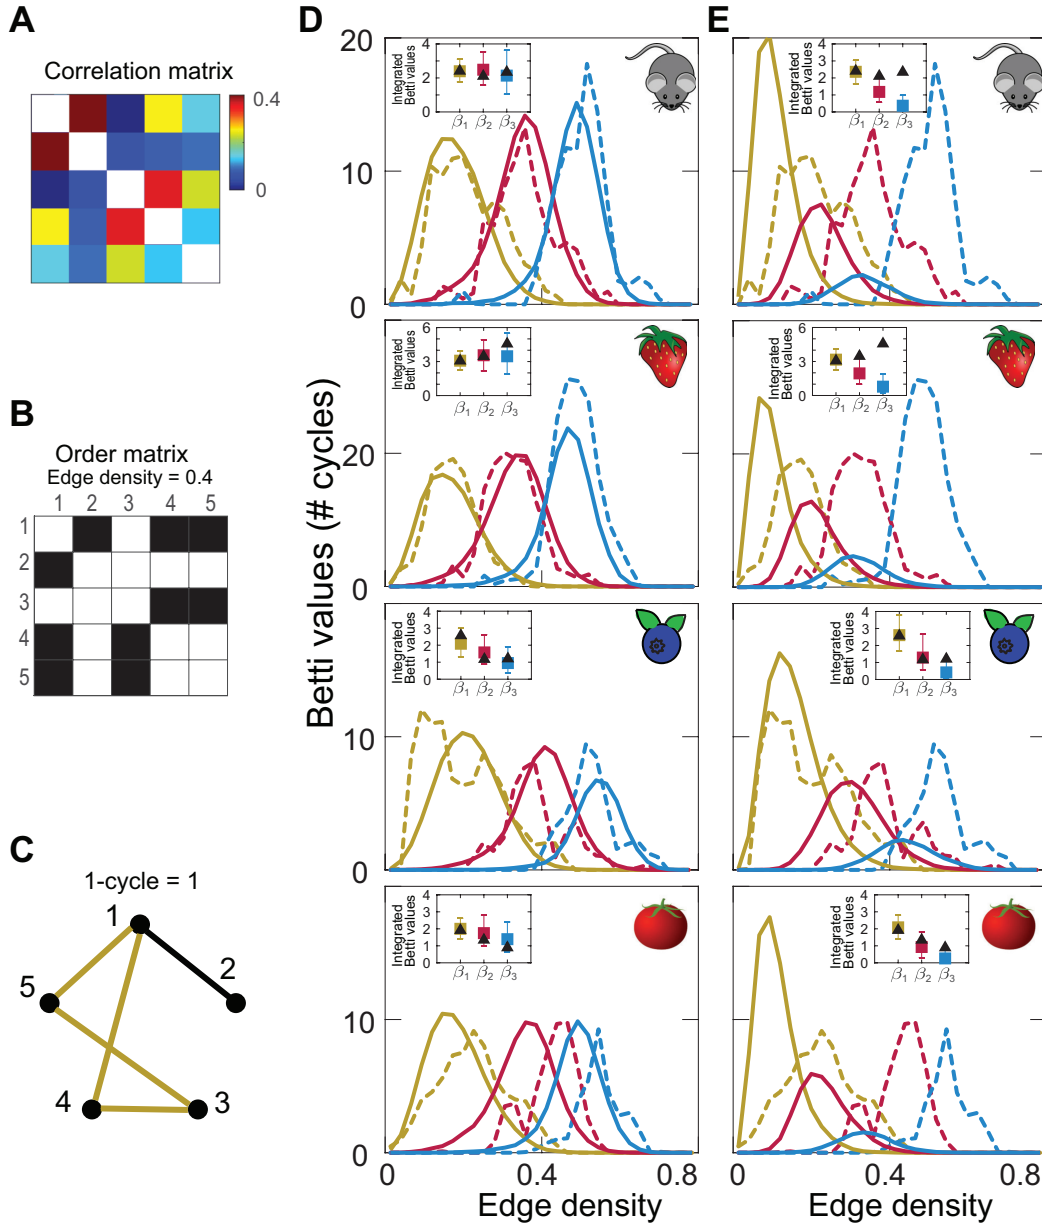 A
Correlation matrix
0.4
0
B
Order matrix
Edge density = 0.4
1 2 3 4 5
1
2
3
4
5
C
1-cycle = 1
1
2
5
4
3
D
E
Betti values (# cycles)
20
10
0
Integrated
Betti values
4
3
2
1
0
β1 β2 β3
Integrated
Betti values
4
3
2
1
0
β1 β2 β3
20
0
Integrated
Betti values
6
3
0
β1 β2 β3
Integrated
Betti values
6
3
0
β1 β2 β3
10
0
Integrated
Betti values
4
3
2
1
0
β1 β2 β3
Integrated
Betti values
4
3
2
1
0
β1 β2 β3
10
0
Integrated
Betti values
4
3
2
1
0
β1 β2 β3
Integrated
Betti values
4
3
2
1
0
β1 β2 β3
0 0.4 0.8
Edge density
0 0.4 0.8
Edge density